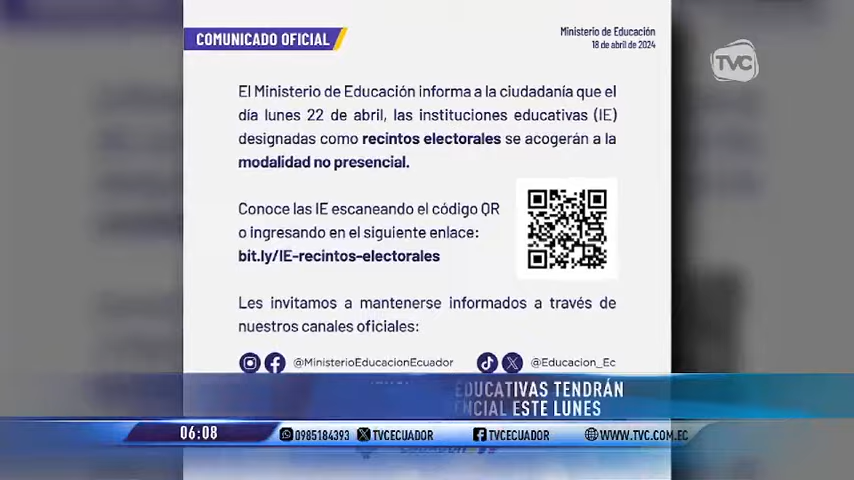 COMUNICADO OFICIAL
Ministerio de Educación
18 de abril de 2024
TVC
El Ministerio de Educación informa a la ciudadanía que el
día lunes 22 de abril, las instituciones educativas (IE)
designadas como recintos electorales se acogerán a la
modalidad no presencial.
Conoce las IE escaneando el código QR
o ingresando en el siguiente enlace:
bit.ly/IE-recintos-electorales
Les invitamos a mantenerse informados a través de
nuestros canales oficiales:
@MinisterioEducacionEcuador
@Educacion_Ec
EDUCATIVAS TENDRÁN
ENCIAL ESTE LUNES
06:08
0985184393
TVCECUADOR
TVCECUADOR
WWW.TVC.COM.EC